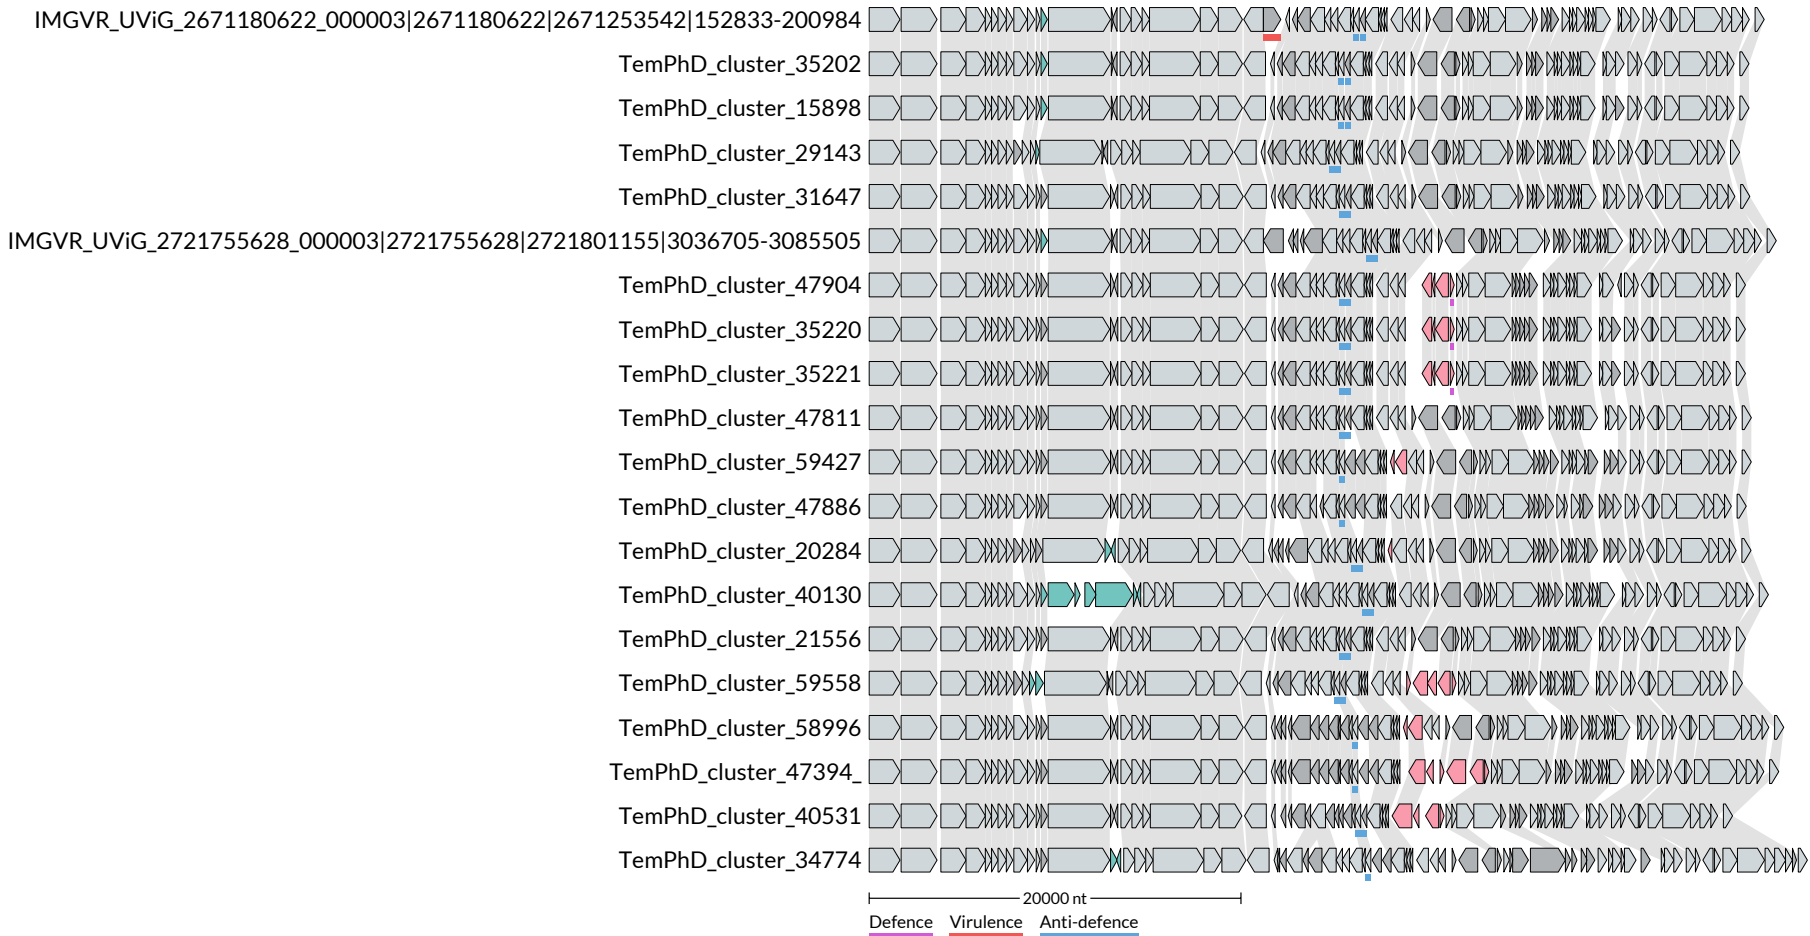 IMGVR_UViG_2671180622_000003|2671180622|2671253542|152833-200984
TemPhD_cluster_35202
TemPhD_cluster_15898
TemPhD_cluster_29143
TemPhD_cluster_31647
IMGVR_UViG_2721755628_000003|2721755628|2721801155|3036705-3085505
TemPhD_cluster_47904
TemPhD_cluster_35220
TemPhD_cluster_35221
TemPhD_cluster_47811
TemPhD_cluster_59427
TemPhD_cluster_47886
TemPhD_cluster_20284
TemPhD_cluster_40130
TemPhD_cluster_21556
TemPhD_cluster_59558
TemPhD_cluster_58996
TemPhD_cluster_47394_
TemPhD_cluster_40531
TemPhD_cluster_34774
20000 nt
Defence Virulence Anti-defence